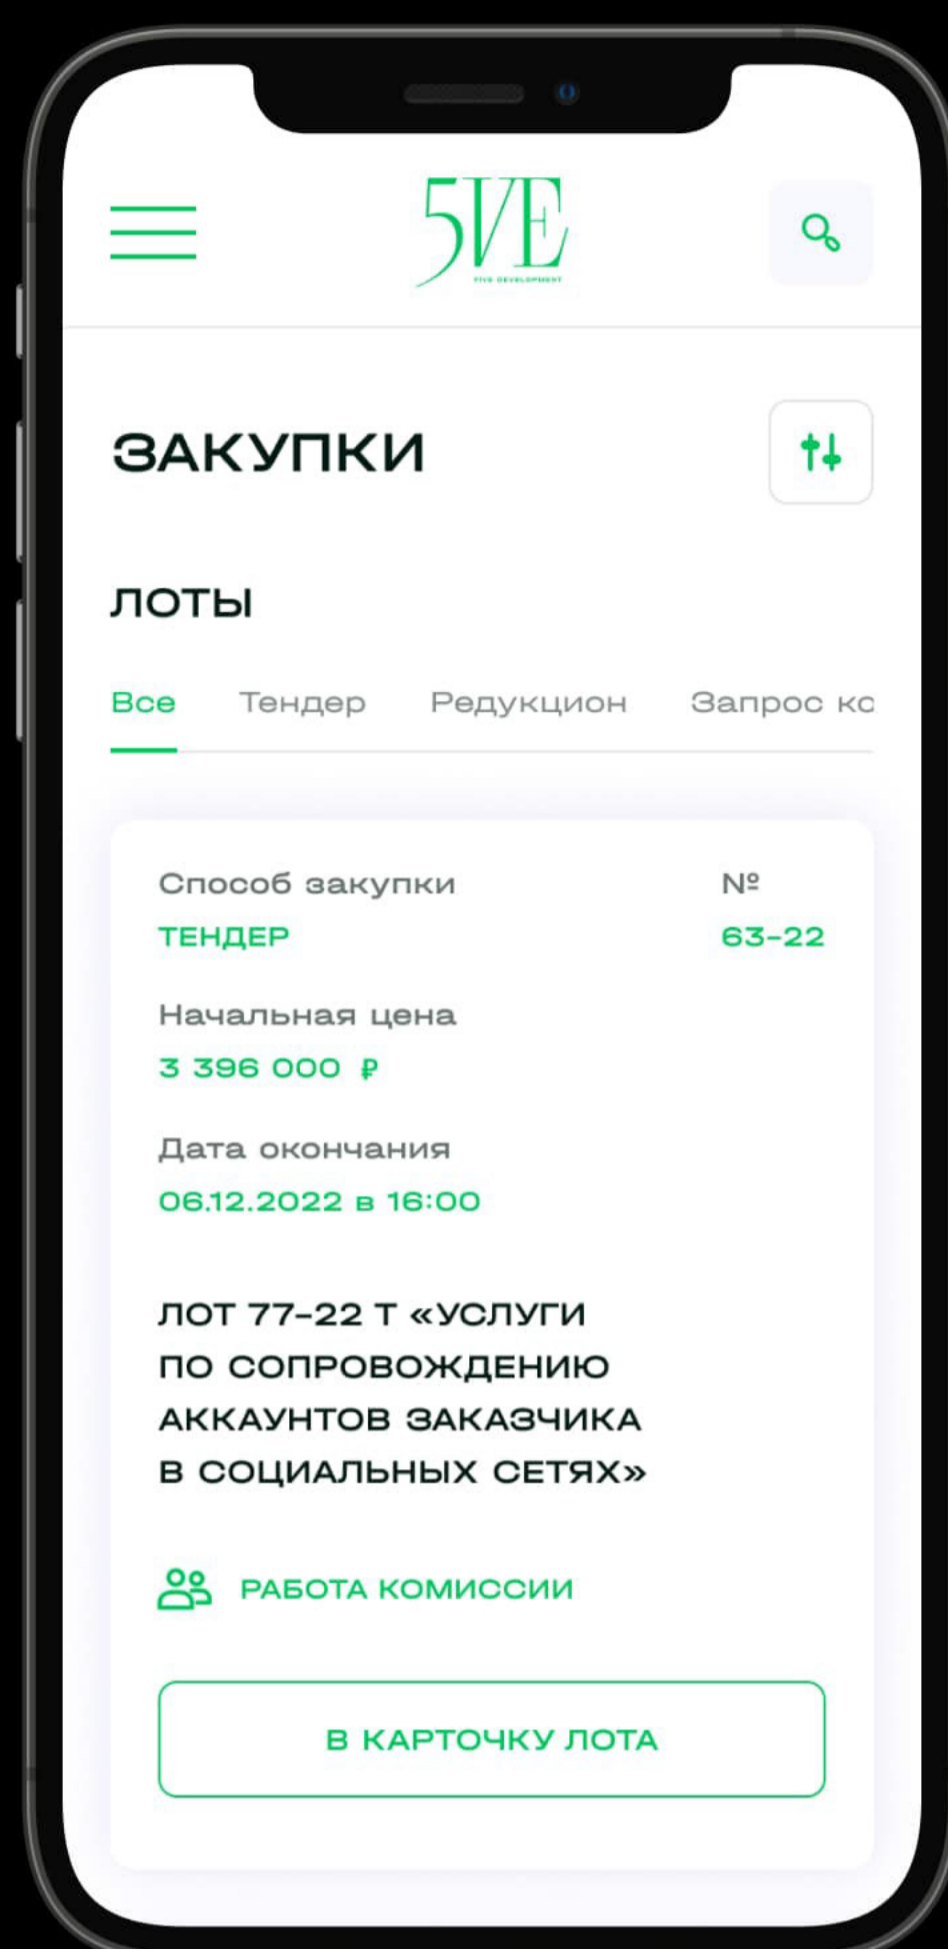 5VE
FIVE DEVELOPMENT
ЗАКУПКИ
ЛОТЫ
Все Тендер Редукцион Запрос ко
Способ закупки №
ТЕНДЕР 63-22
Начальная цена
3 396 000 ₽
Дата окончания
06.12.2022 в 16:00
ЛОТ 77-22 Т «УСЛУГИ
ПО СОПРОВОЖДЕНИЮ
АККАУНТОВ ЗАКАЗЧИКА
В СОЦИАЛЬНЫХ СЕТЯХ»
РАБОТА КОМИССИИ
В КАРТОЧКУ ЛОТА